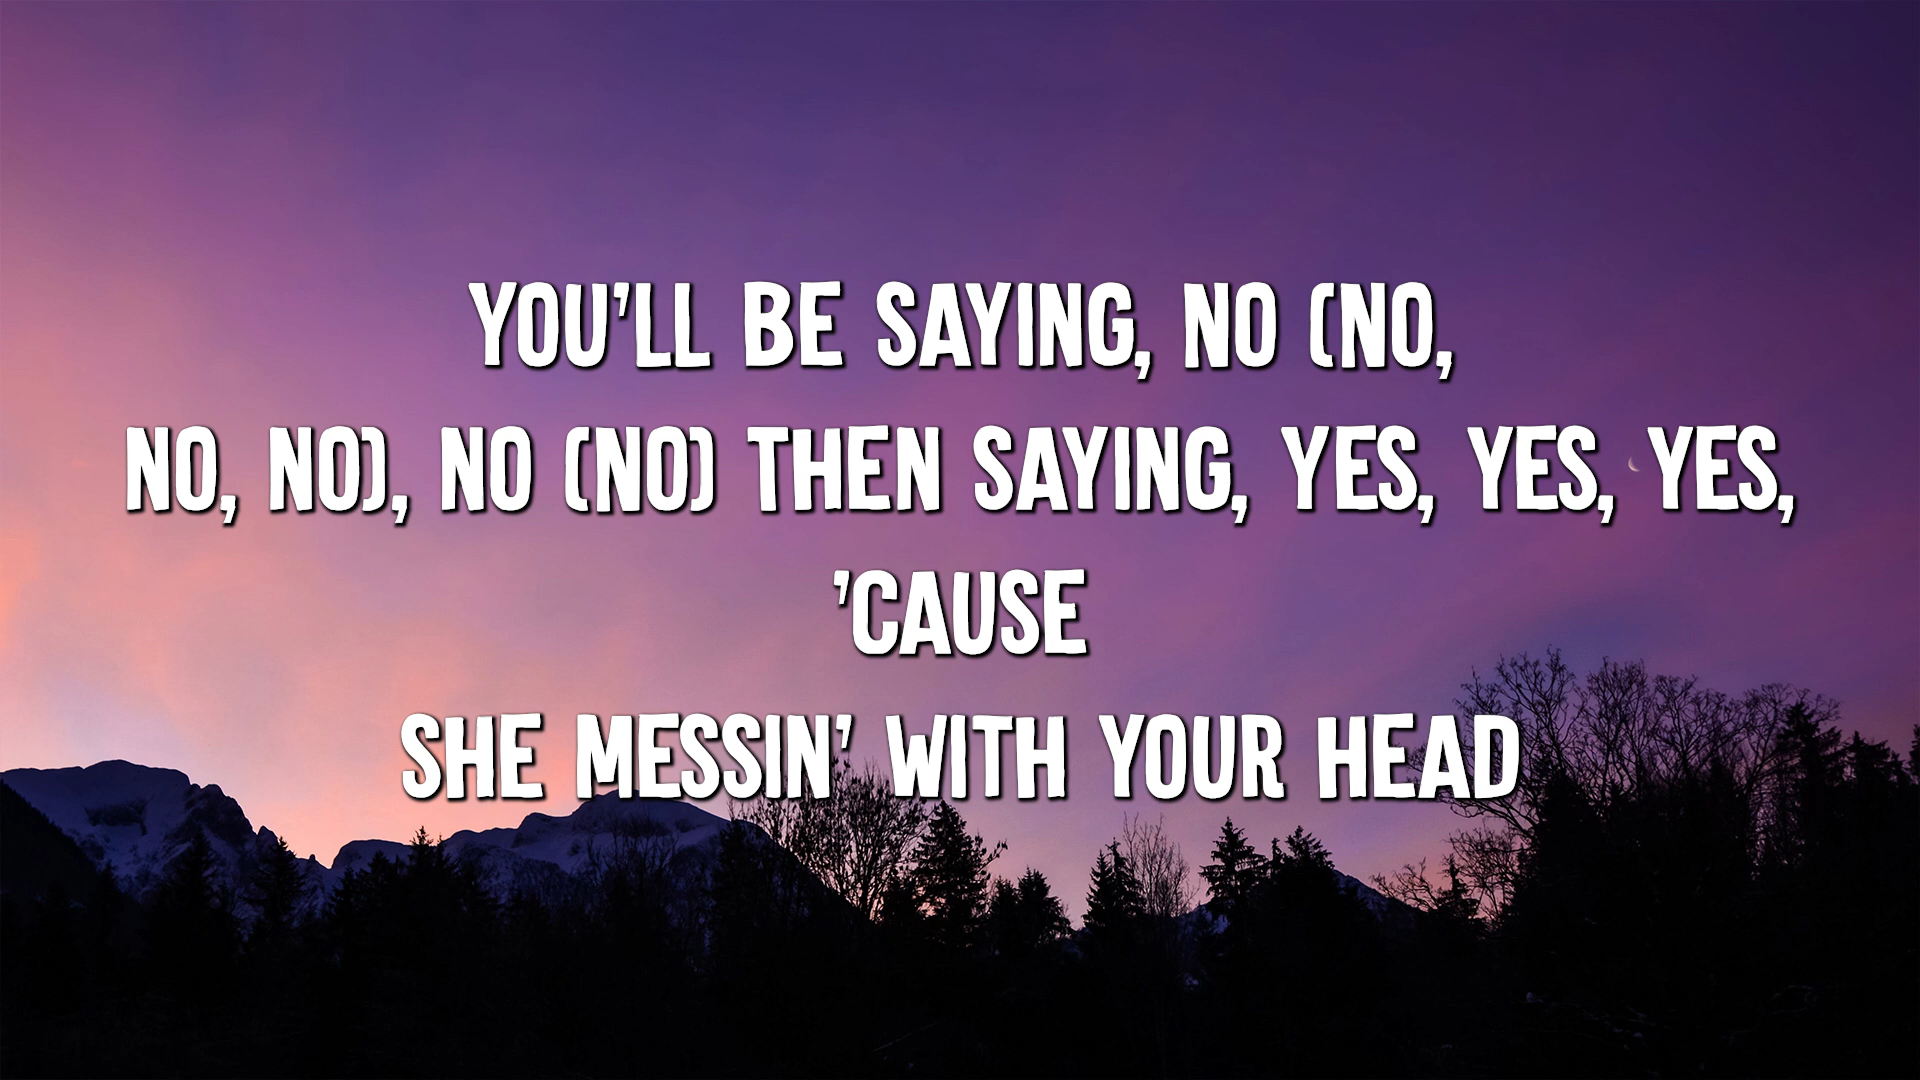 YOU'LL BE SAYING, NO (NO,
NO, NO), NO (NO) THEN SAYING, YES, YES, YES,
'CAUSE
SHE MESSIN' WITH YOUR HEAD